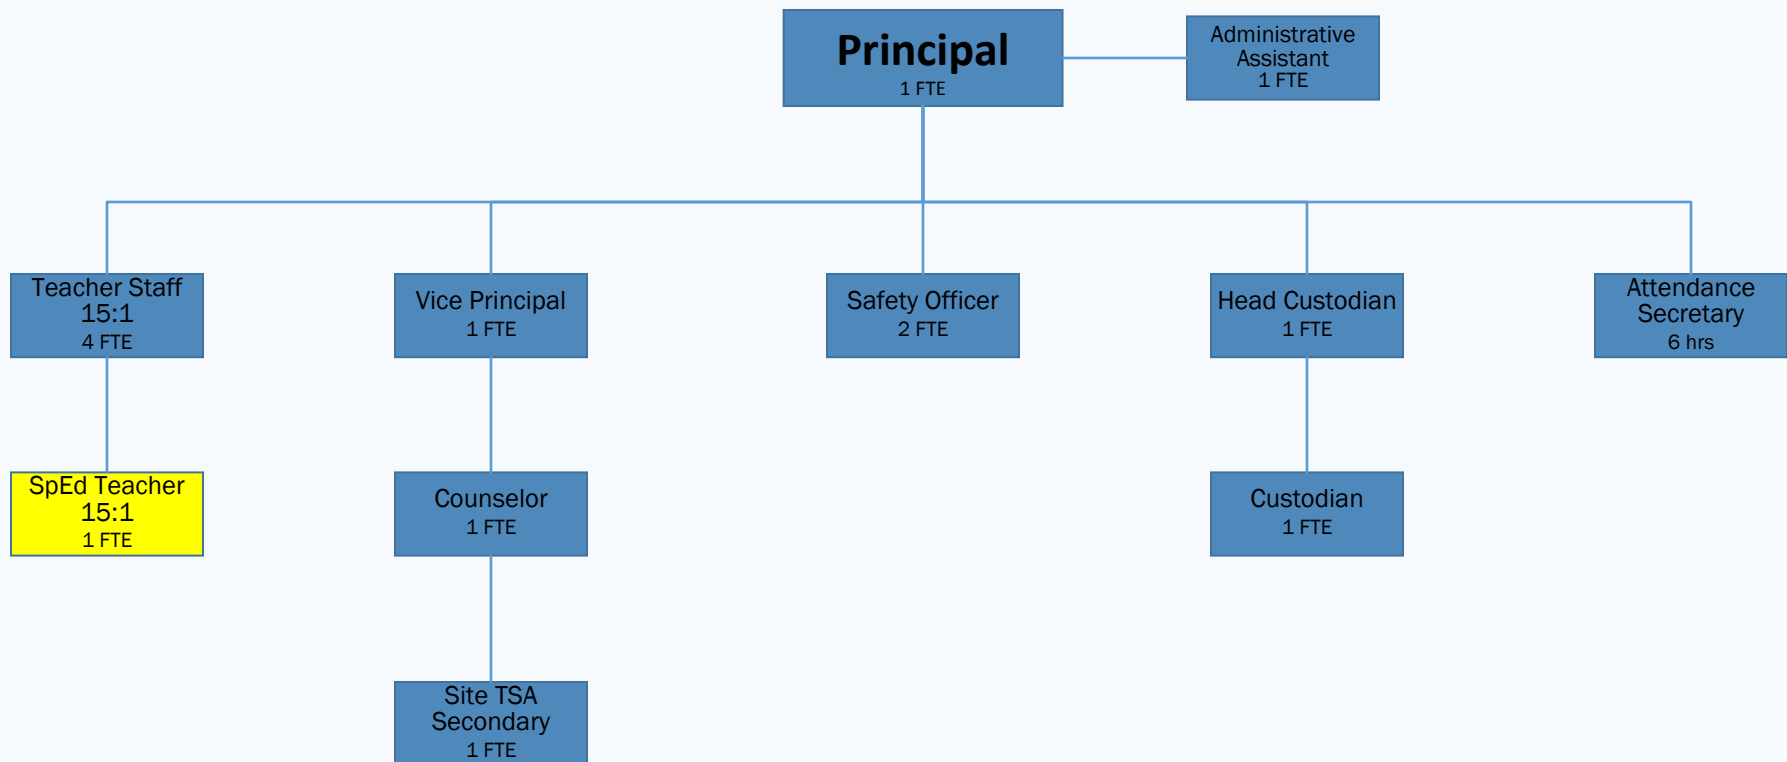 Principal
1 FTE
Administrative
Assistant
1 FTE
Teacher Staff
15:1
4 FTE
Vice Principal
1 FTE
Safety Officer
2 FTE
Head Custodian
1 FTE
Attendance
Secretary
6 hrs
SpEd Teacher
15:1
1 FTE
Counselor
1 FTE
Custodian
1 FTE
Site TSA
Secondary
1 FTE